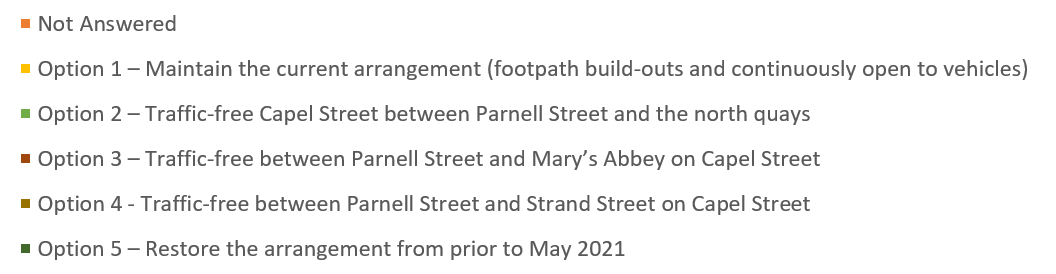 Not Answered
Option 1 – Maintain the current arrangement (footpath build-outs and continuously open to vehicles)
Option 2 – Traffic-free Capel Street between Parnell Street and the north quays
Option 3 – Traffic-free between Parnell Street and Mary’s Abbey on Capel Street
Option 4 - Traffic-free between Parnell Street and Strand Street on Capel Street
Option 5 – Restore the arrangement from prior to May 2021